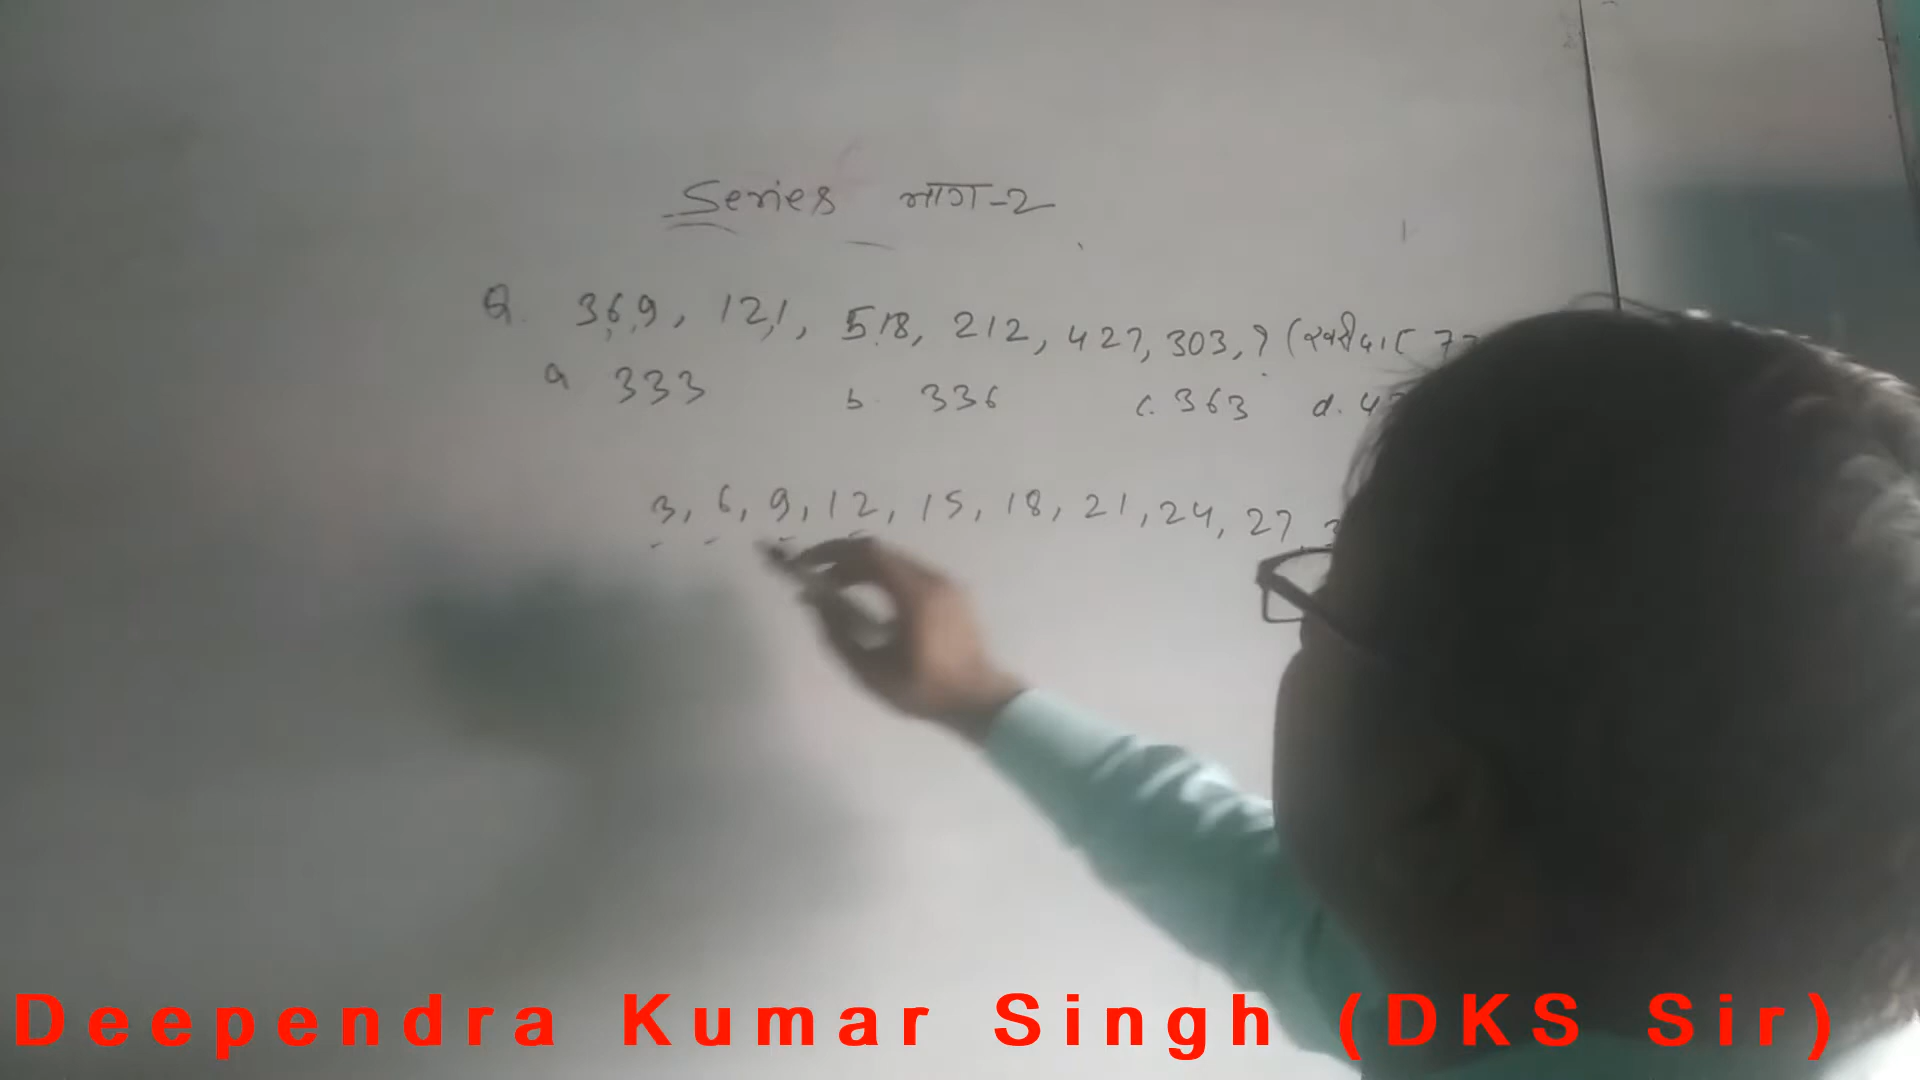 Series भाग-2
Q. 369, 121, 518, 212, 427, 303, ?
a 333 b. 336 c. 363 d. 4
3, 6, 9, 12, 15, 18, 21, 24, 27
Deependra Kumar Singh (DKS Sir)